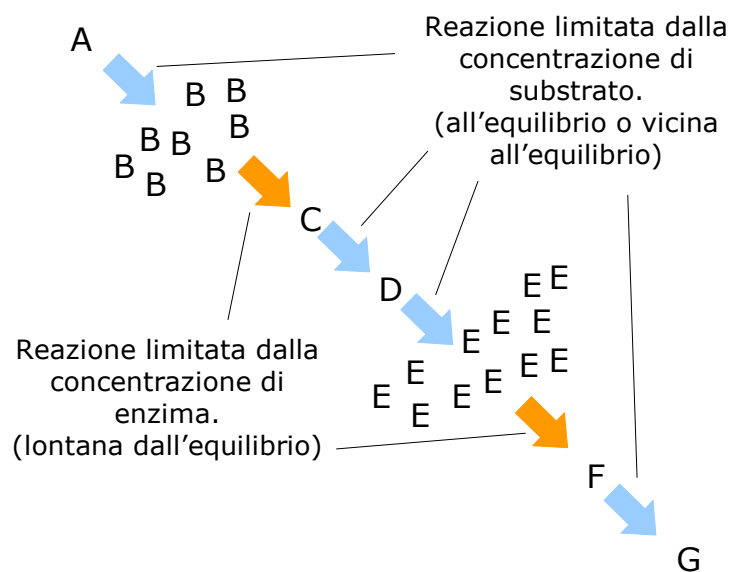 A
Reazione limitata dalla
concentrazione di
substrato.
(all'equilibrio o vicina
all'equilibrio)
B B
B
B B
B B
B
C
D
E E
E E
E
E E
E E
E E
E
Reazione limitata dalla
concentrazione di
enzima.
(lontana dall'equilibrio)
F
G